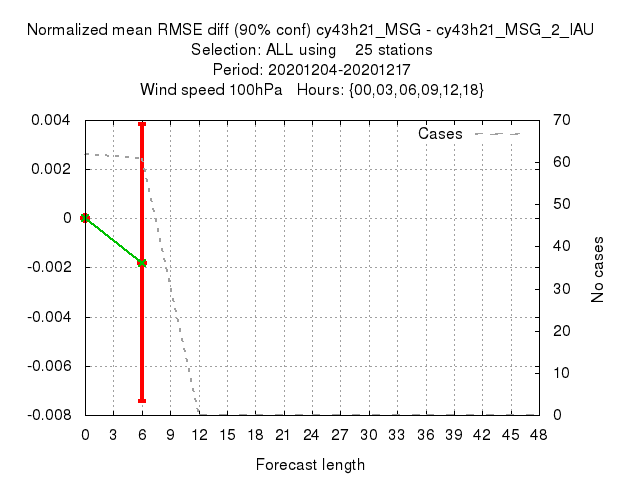 Normalized mean RMSE diff (90% conf) cy43h21_MSG - cy43h21_MSG_2_IAU
Selection: ALL using 25 stations
Period: 20201204-20201217
Wind speed 100hPa Hours: {00,03,06,09,12,18}
Cases
0.004
0.002
0
-0.002
-0.004
-0.006
-0.008
70
60
50
40
30
20
10
0
No cases
0 3 6 9 12 15 18 21 24 27 30 33 36 39 42 45 48
Forecast length